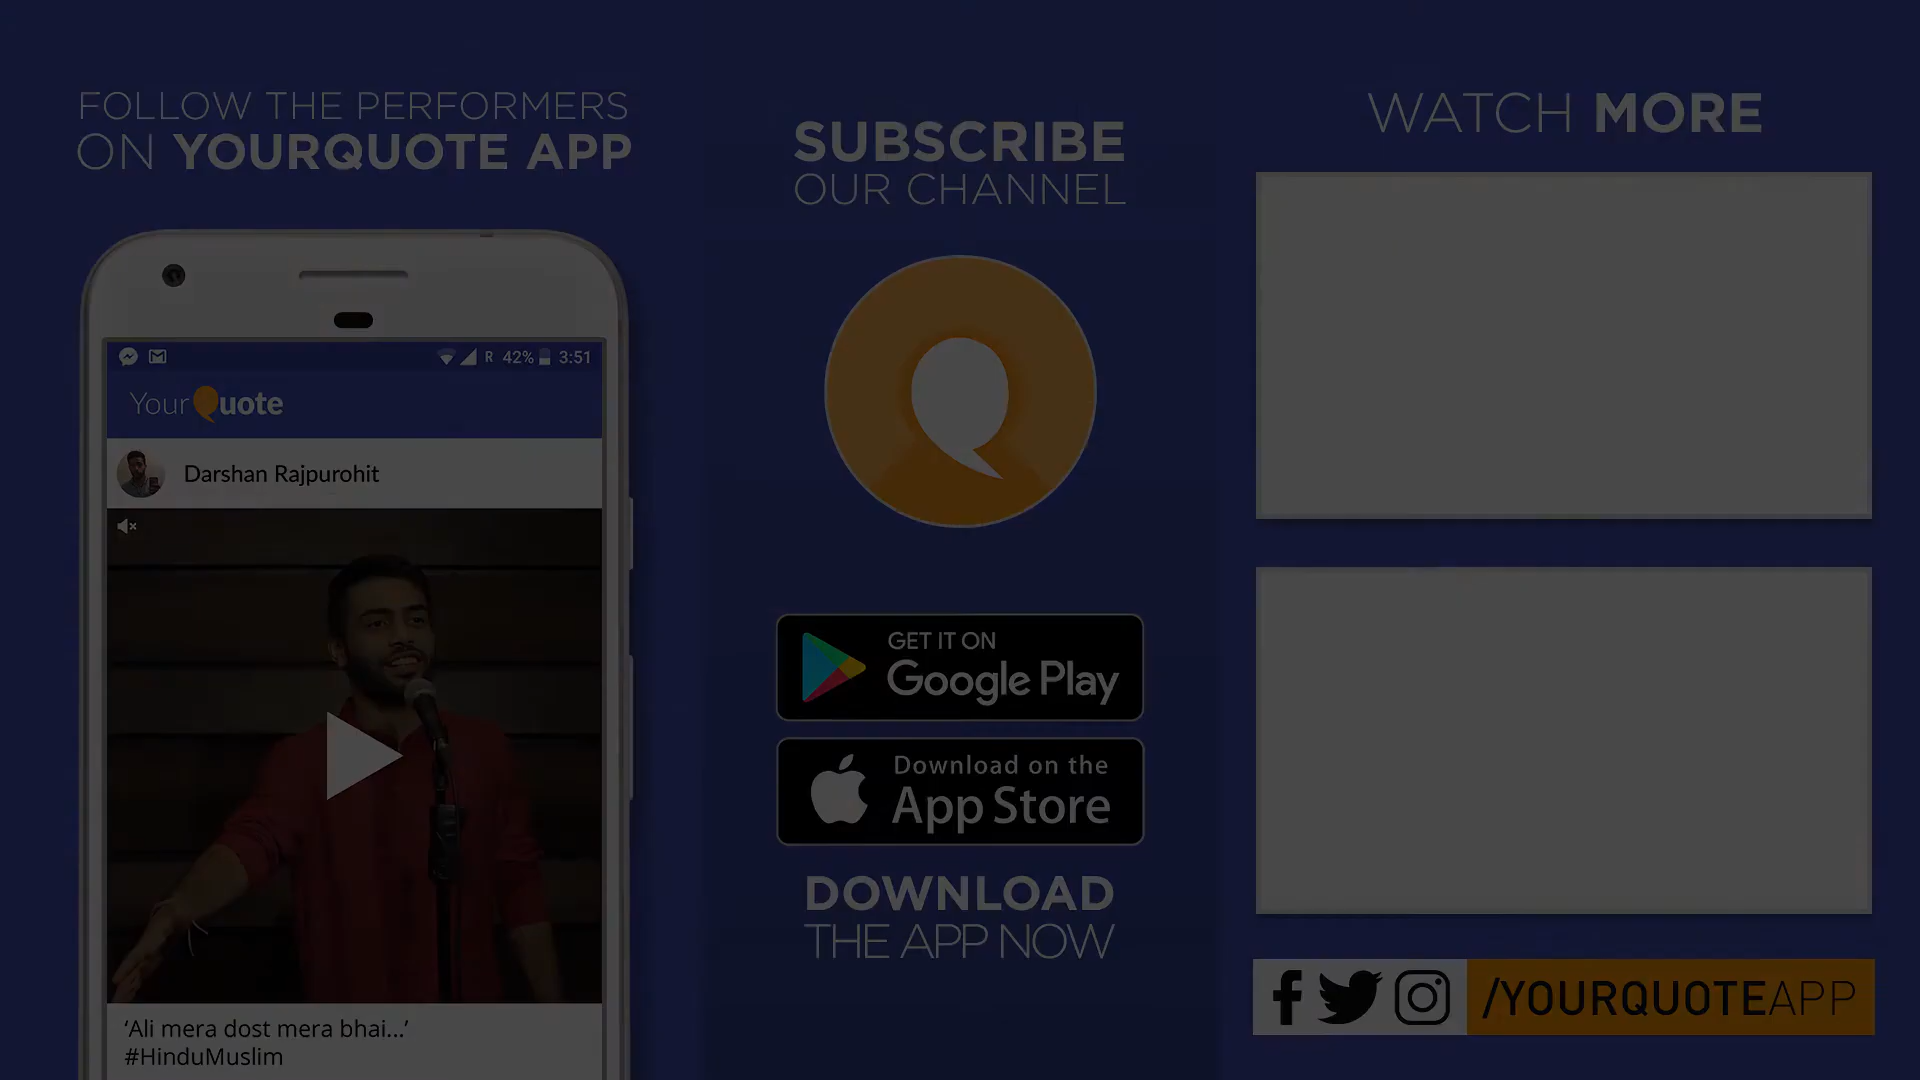 FOLLOW THE PERFORMERS
ON YOURQUOTE APP
R 42% 3:51
YourQuote
Darshan Rajpurohit
‘Ali mera dost mera bhai...’
#HinduMuslim
SUBSCRIBE
OUR CHANNEL
GET IT ON
Google Play
Download on the
App Store
DOWNLOAD
THE APP NOW
WATCH MORE
/YOURQUOTEAPP